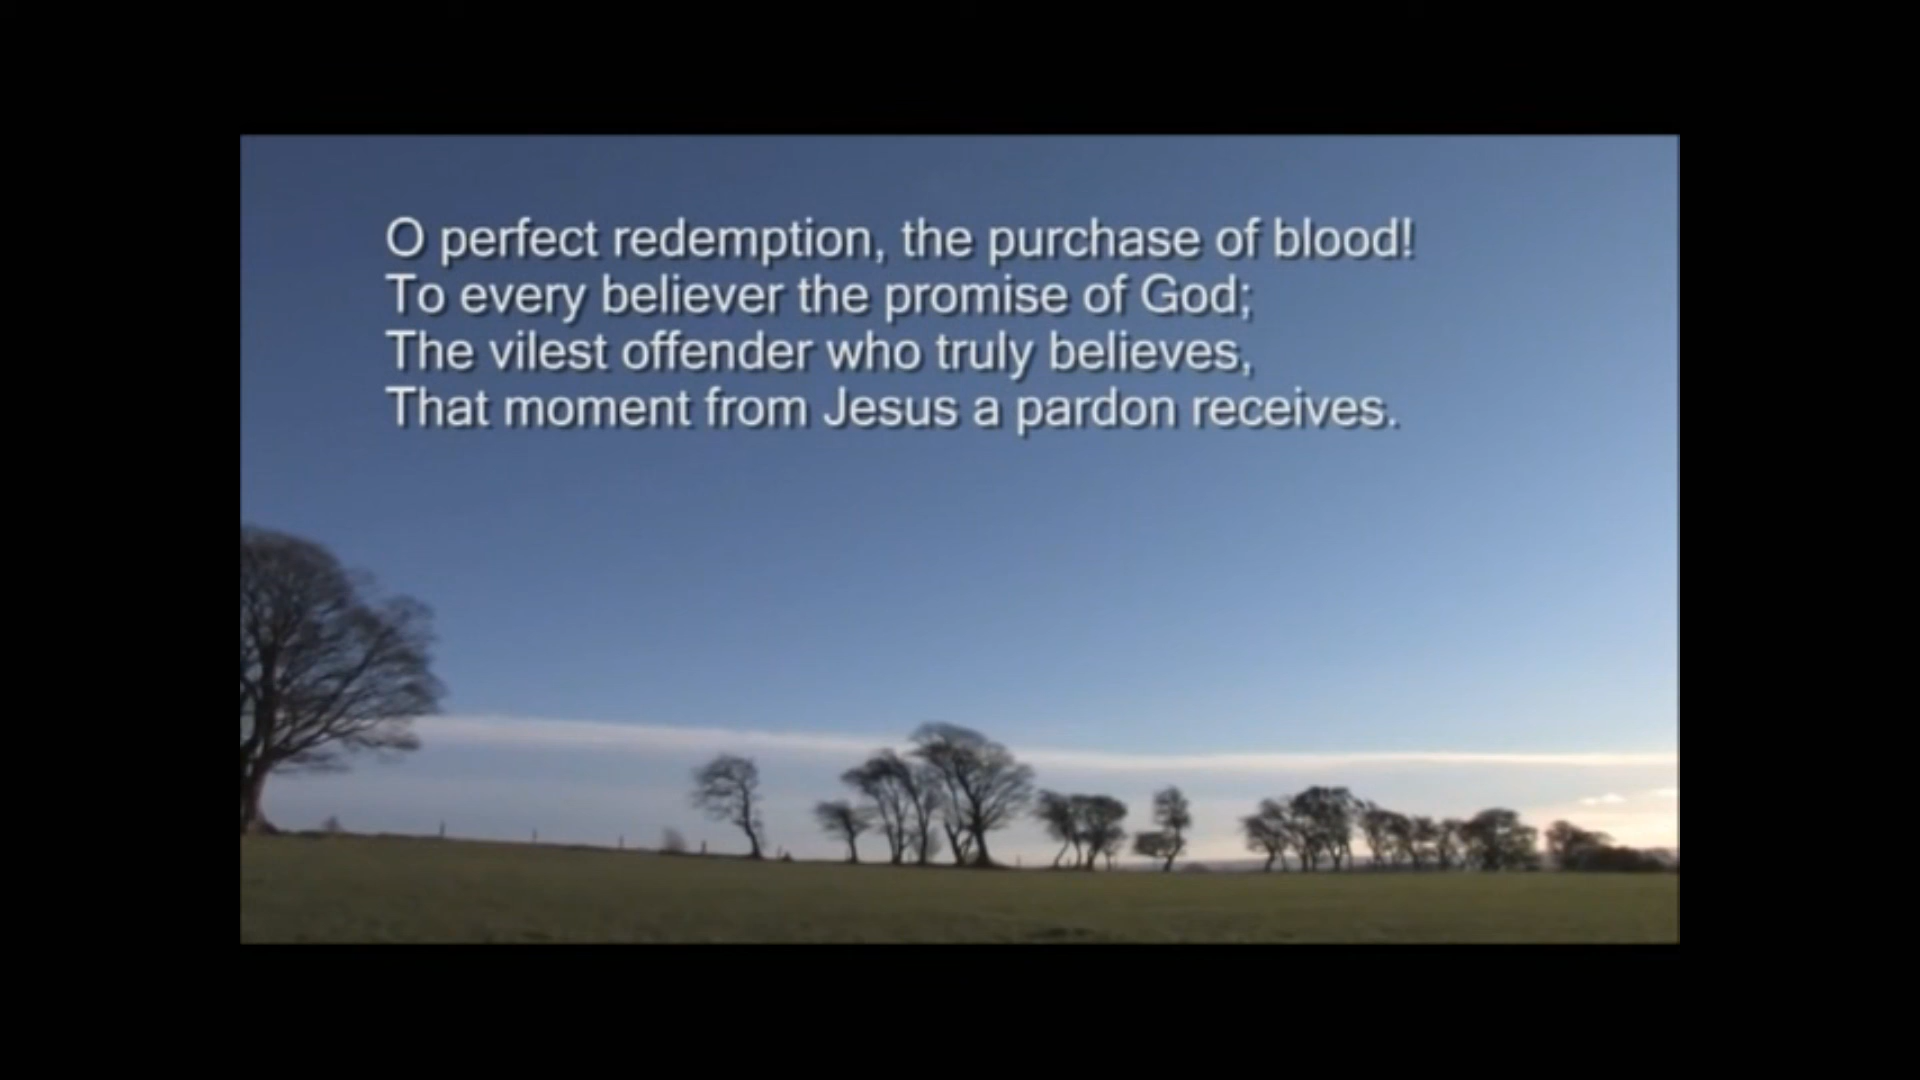 O perfect redemption, the purchase of blood!
To every believer the promise of God;
The vilest offender who truly believes,
That moment from Jesus a pardon receives.